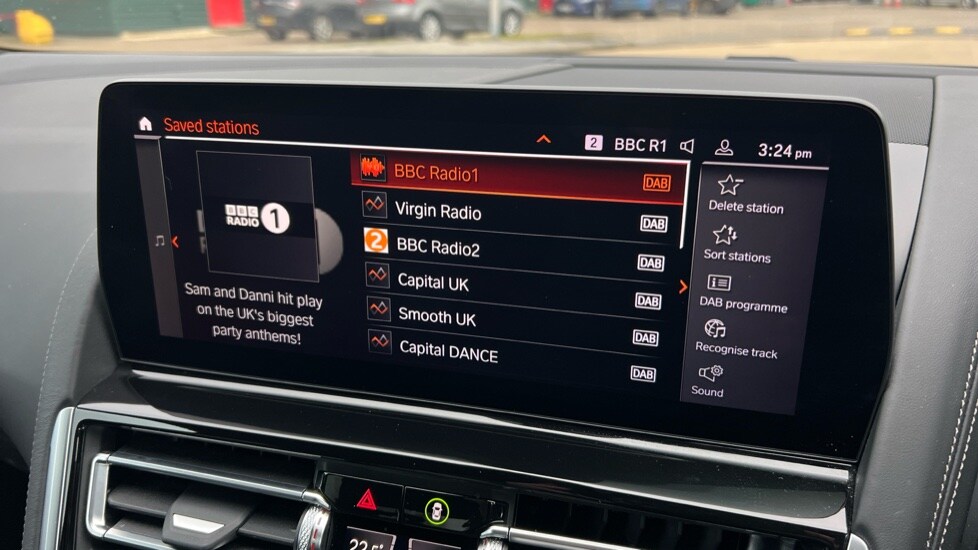 Saved stations
2 BBC R1
3:24 pm
BBC
RADIO 1
Sam and Danni hit play
on the UK's biggest
party anthems!
BBC Radio1 DAB
Virgin Radio DAB
2 BBC Radio2 DAB
Capital UK DAB
Smooth UK DAB
Capital DANCE DAB
Delete station
Sort stations
DAB programme
Recognise track
Sound